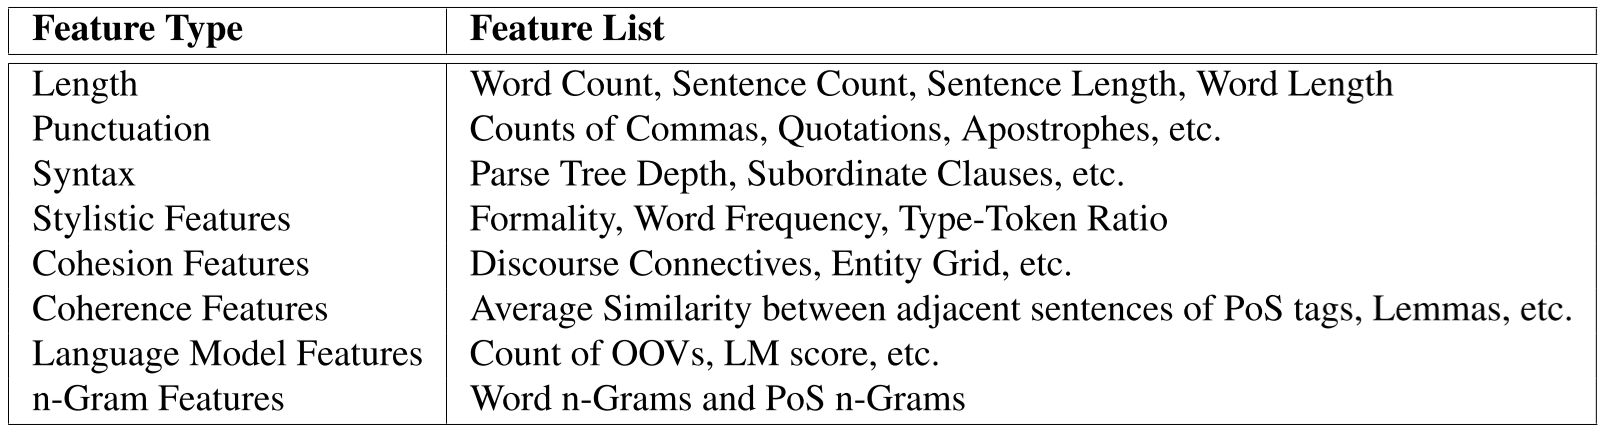 Feature Type Feature List
Length Word Count, Sentence Count, Sentence Length, Word Length
Punctuation Counts of Commas, Quotations, Apostrophes, etc.
Syntax Parse Tree Depth, Subordinate Clauses, etc.
Stylistic Features Formality, Word Frequency, Type-Token Ratio
Cohesion Features Discourse Connectives, Entity Grid, etc.
Coherence Features Average Similarity between adjacent sentences of PoS tags, Lemmas, etc.
Language Model Features Count of OOVs, LM score, etc.
n-Gram Features Word n-Grams and PoS n-Grams